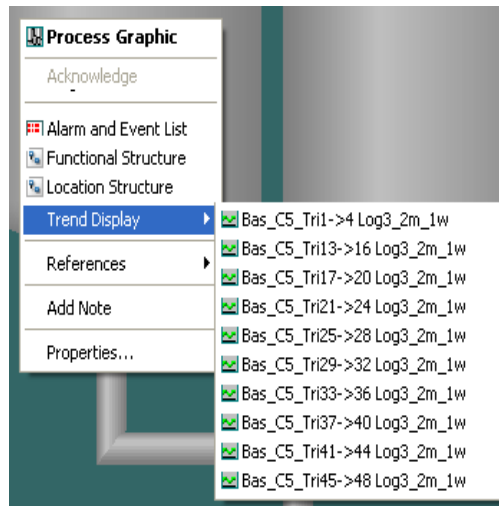 Process Graphic
Acknowledge
Alarm and Event List
Functional Structure
Location Structure
Trend Display
References
Add Note
Properties...
Bas_C5_Tri1->4 Log3_2m_1w
Bas_C5_Tri13->16 Log3_2m_1w
Bas_C5_Tri17->20 Log3_2m_1w
Bas_C5_Tri21->24 Log3_2m_1w
Bas_C5_Tri25->28 Log3_2m_1w
Bas_C5_Tri29->32 Log3_2m_1w
Bas_C5_Tri33->36 Log3_2m_1w
Bas_C5_Tri37->40 Log3_2m_1w
Bas_C5_Tri41->44 Log3_2m_1w
Bas_C5_Tri45->48 Log3_2m_1w